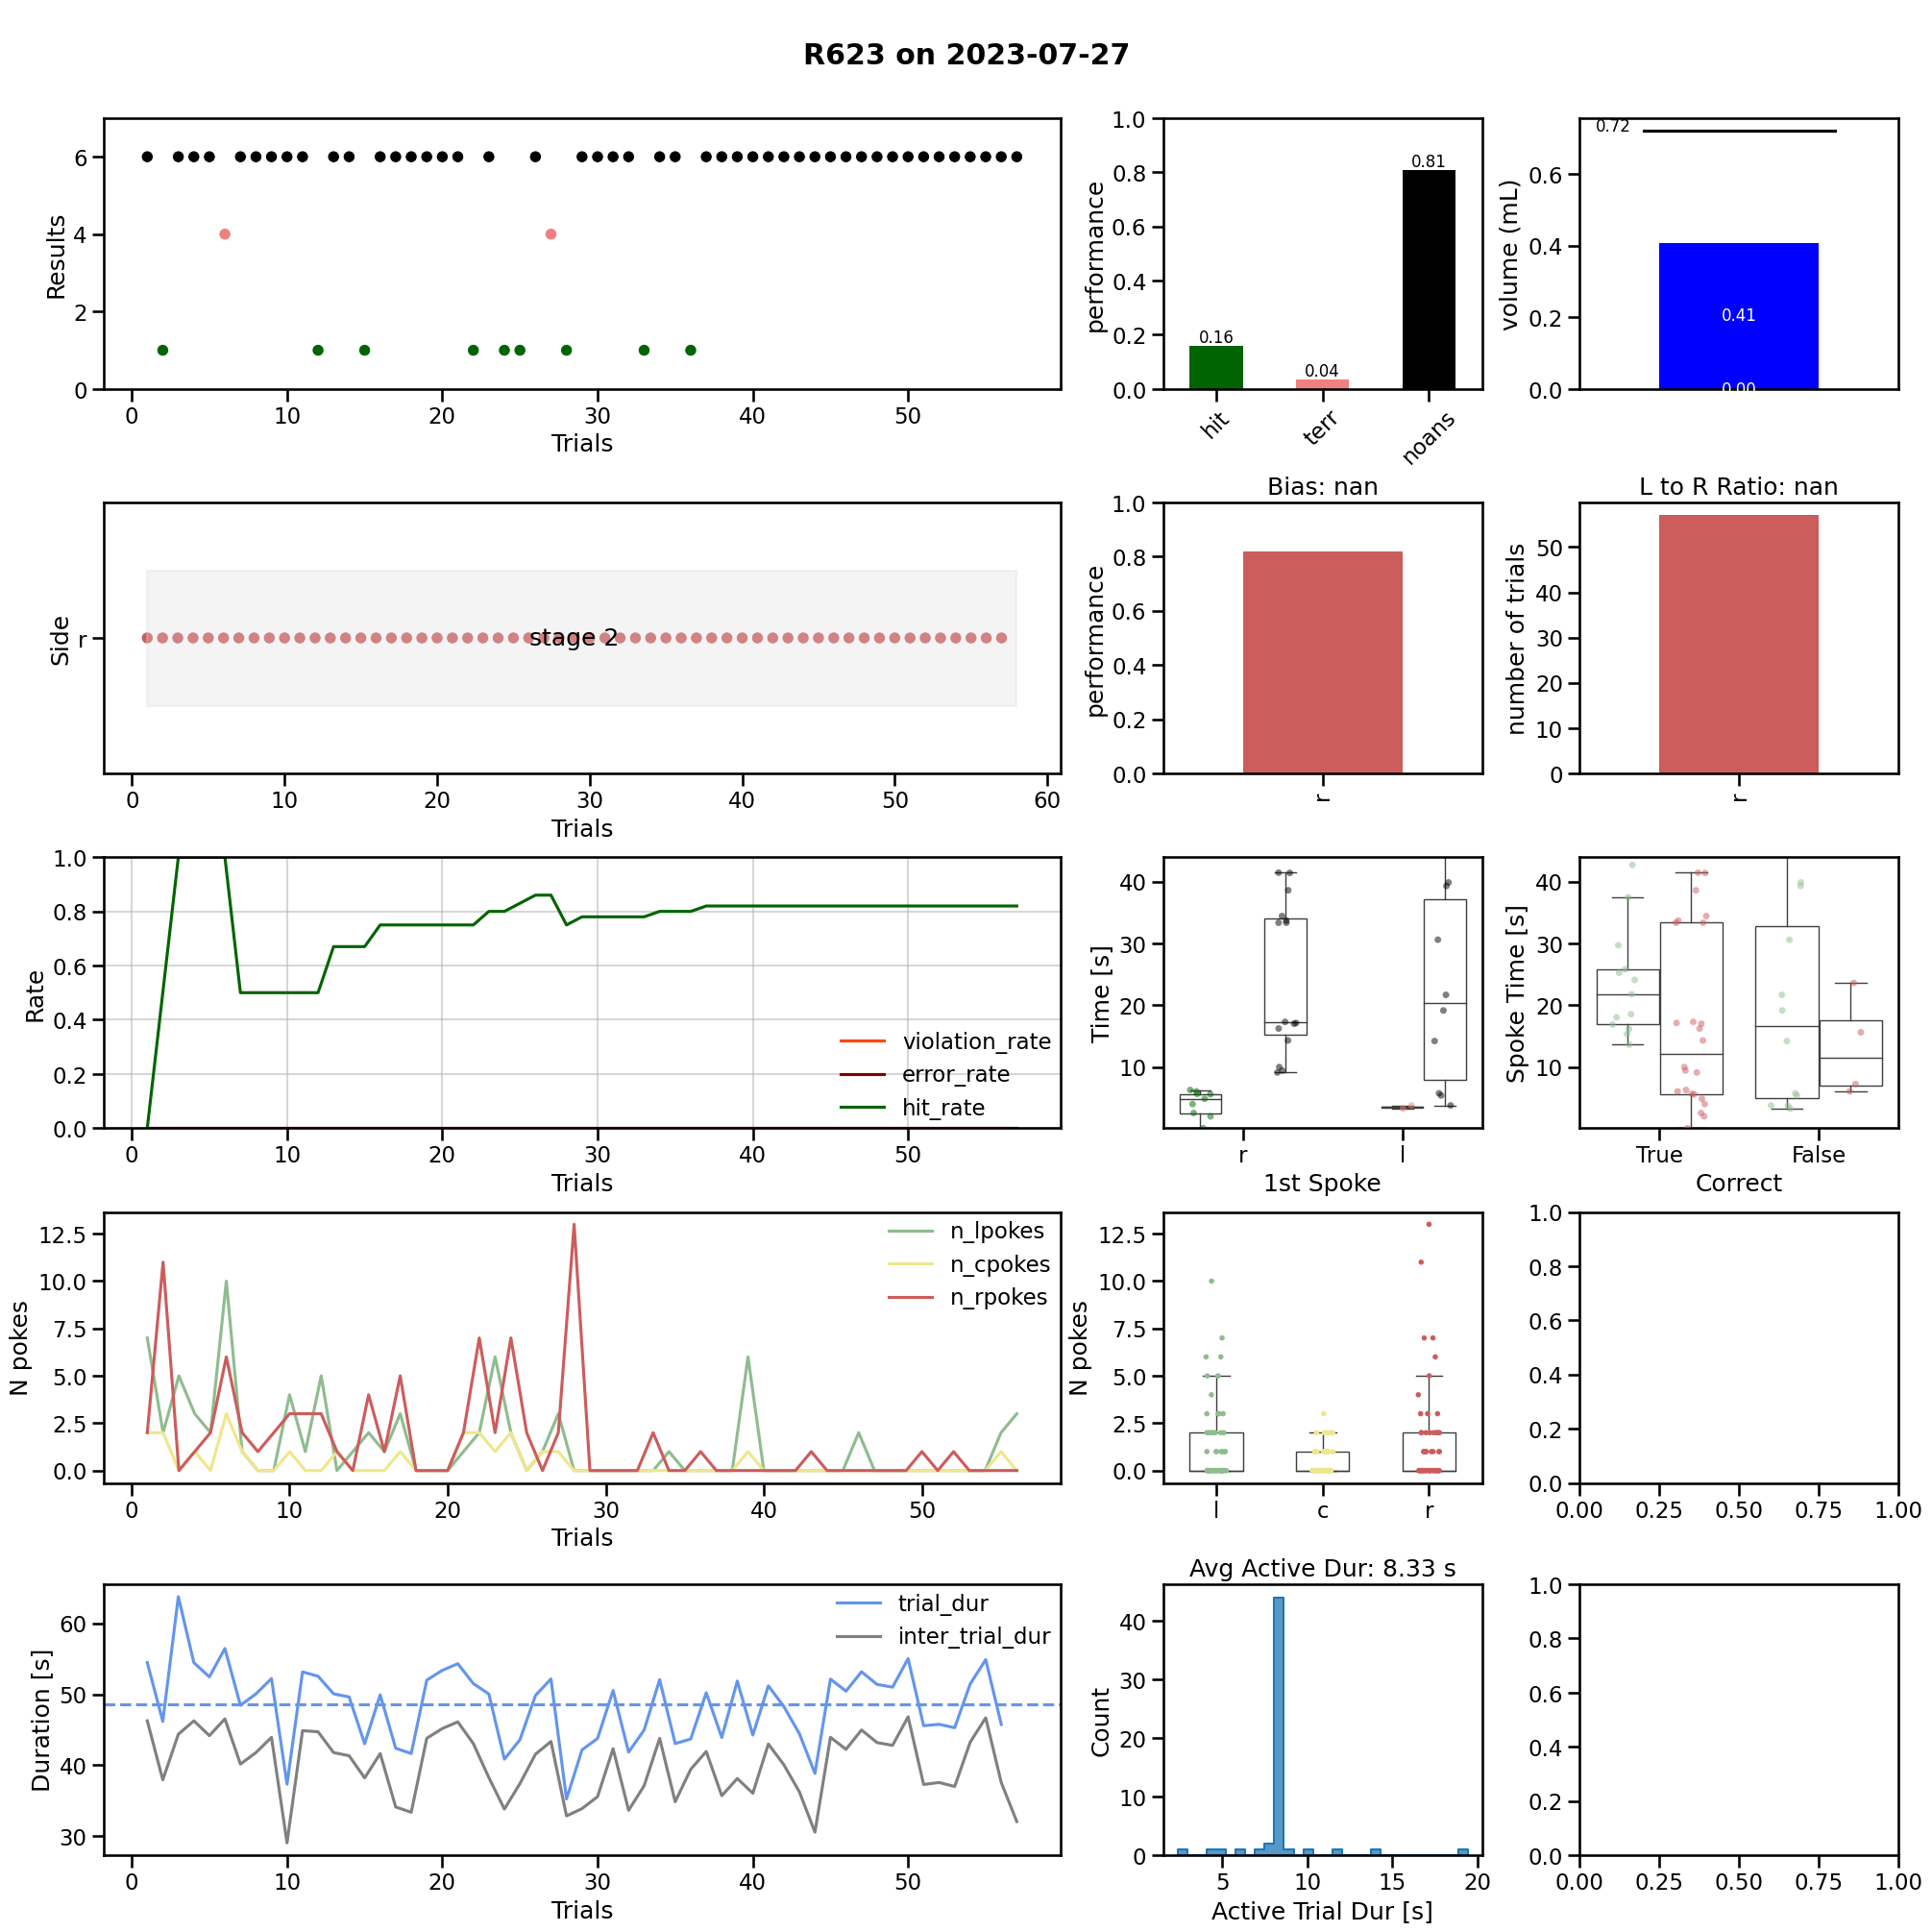 R623 on 2023-07-27
Results
6
4
2
0
0 10 20 30 40 50
Trials
performance
1.0
0.8
0.6
0.4
0.2
0.0
0.16
0.04
0.81
hit terr noans
volume (mL)
0.6
0.4
0.2
0.0
0.72
0.41
0.00
Side
r
stage 2
0 10 20 30 40 50 60
Trials
Bias: nan
performance
1.0
0.8
0.6
0.4
0.2
0.0
r
L to R Ratio: nan
number of trials
50
40
30
20
10
0
r
Rate
1.0
0.8
0.6
0.4
0.2
0.0
violation_rate
error_rate
hit_rate
0 10 20 30 40 50
Trials
Time [s]
40
30
20
10
r l
1st Spoke
Spoke Time [s]
40
30
20
10
True False
Correct
N pokes
12.5
10.0
7.5
5.0
2.5
0.0
n_lpokes
n_cpokes
n_rpokes
0 10 20 30 40 50
Trials
N pokes
12.5
10.0
7.5
5.0
2.5
0.0
l c r
1.0
0.8
0.6
0.4
0.2
0.0
0.00 0.25 0.50 0.75 1.00
Duration [s]
60
50
40
30
trial_dur
inter_trial_dur
0 10 20 30 40 50
Trials
Avg Active Dur: 8.33 s
Count
40
30
20
10
0
5 10 15 20
Active Trial Dur [s]
1.0
0.8
0.6
0.4
0.2
0.0
0.00 0.25 0.50 0.75 1.00